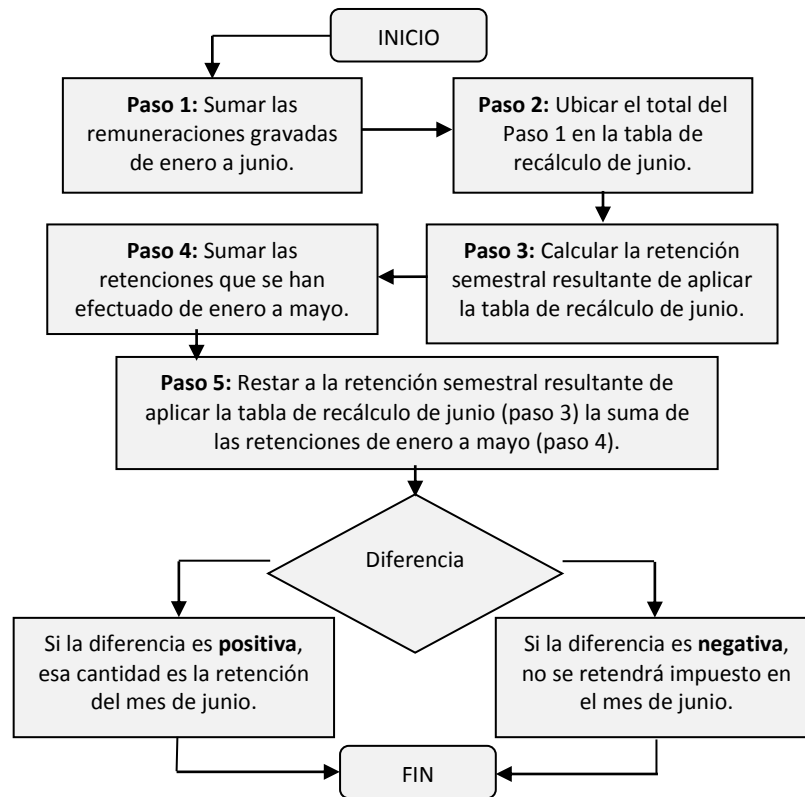 INICIO
Paso 1: Sumar las
remuneraciones gravadas
de enero a junio.
Paso 2: Ubicar el total del
Paso 1 en la tabla de
recálculo de junio.
Paso 3: Calcular la retención
semestral resultante de aplicar
la tabla de recálculo de junio.
Paso 4: Sumar las
retenciones que se han
efectuado de enero a mayo.
Paso 5: Restar a la retención semestral resultante de
aplicar la tabla de recálculo de junio (paso 3) la suma de
las retenciones de enero a mayo (paso 4).
Diferencia
Si la diferencia es positiva,
esa cantidad es la retención
del mes de junio.
Si la diferencia es negativa,
no se retendrá impuesto en
el mes de junio.
FIN